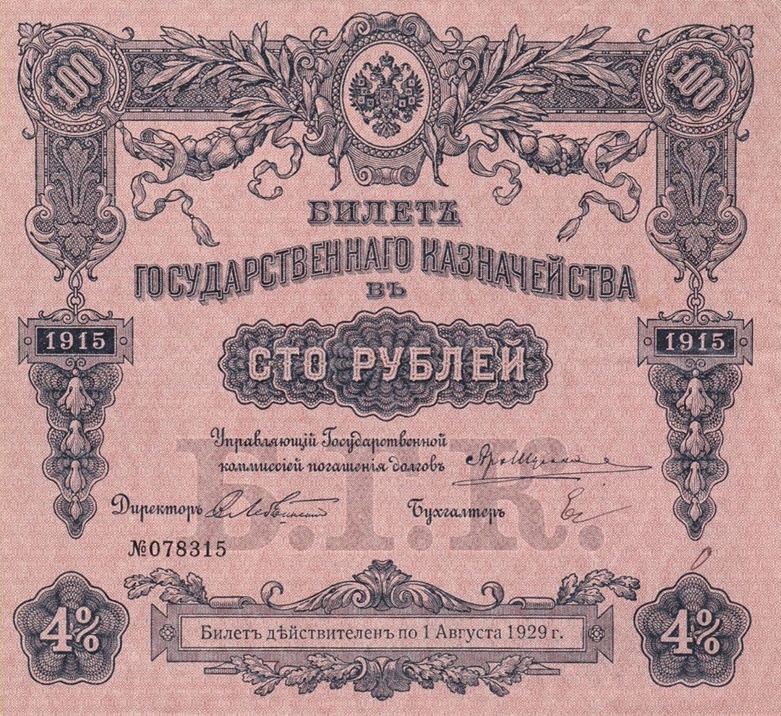 100 100
БИЛЕТЪ
ГОСУДАРСТВЕННАГО КАЗНАЧЕЙСТВА
ВЪ
1915 СТО РУБЛЕЙ 1915
Управляющій Государственной
коммиссіей погашенія долговъ
Б.Г.К.
Директоръ Бухгалтеръ
№078315
4% 4%
Билетъ дѣйствителенъ по 1 Августа 1929 г.